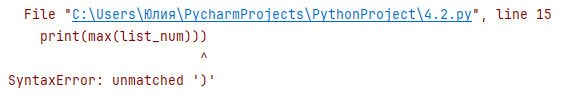 File "C:\Users\Юлия\PycharmProjects\PythonProject\4.2.py", line 15
print(max(list_num)))
^
SyntaxError: unmatched ')'